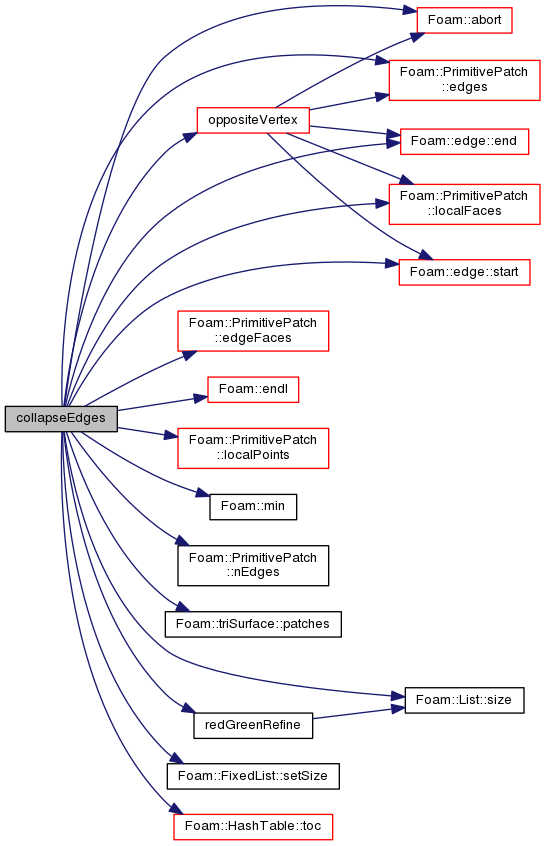 Foam::abort
Foam::PrimitivePatch
::edges
oppositeVertex
Foam::edge::end
Foam::PrimitivePatch
::localFaces
Foam::edge::start
Foam::PrimitivePatch
::edgeFaces
Foam::endl
collapseEdges
Foam::PrimitivePatch
::localPoints
Foam::min
Foam::PrimitivePatch
::nEdges
Foam::triSurface::patches
Foam::List::size
redGreenRefine
Foam::FixedList::setSize
Foam::HashTable::toc